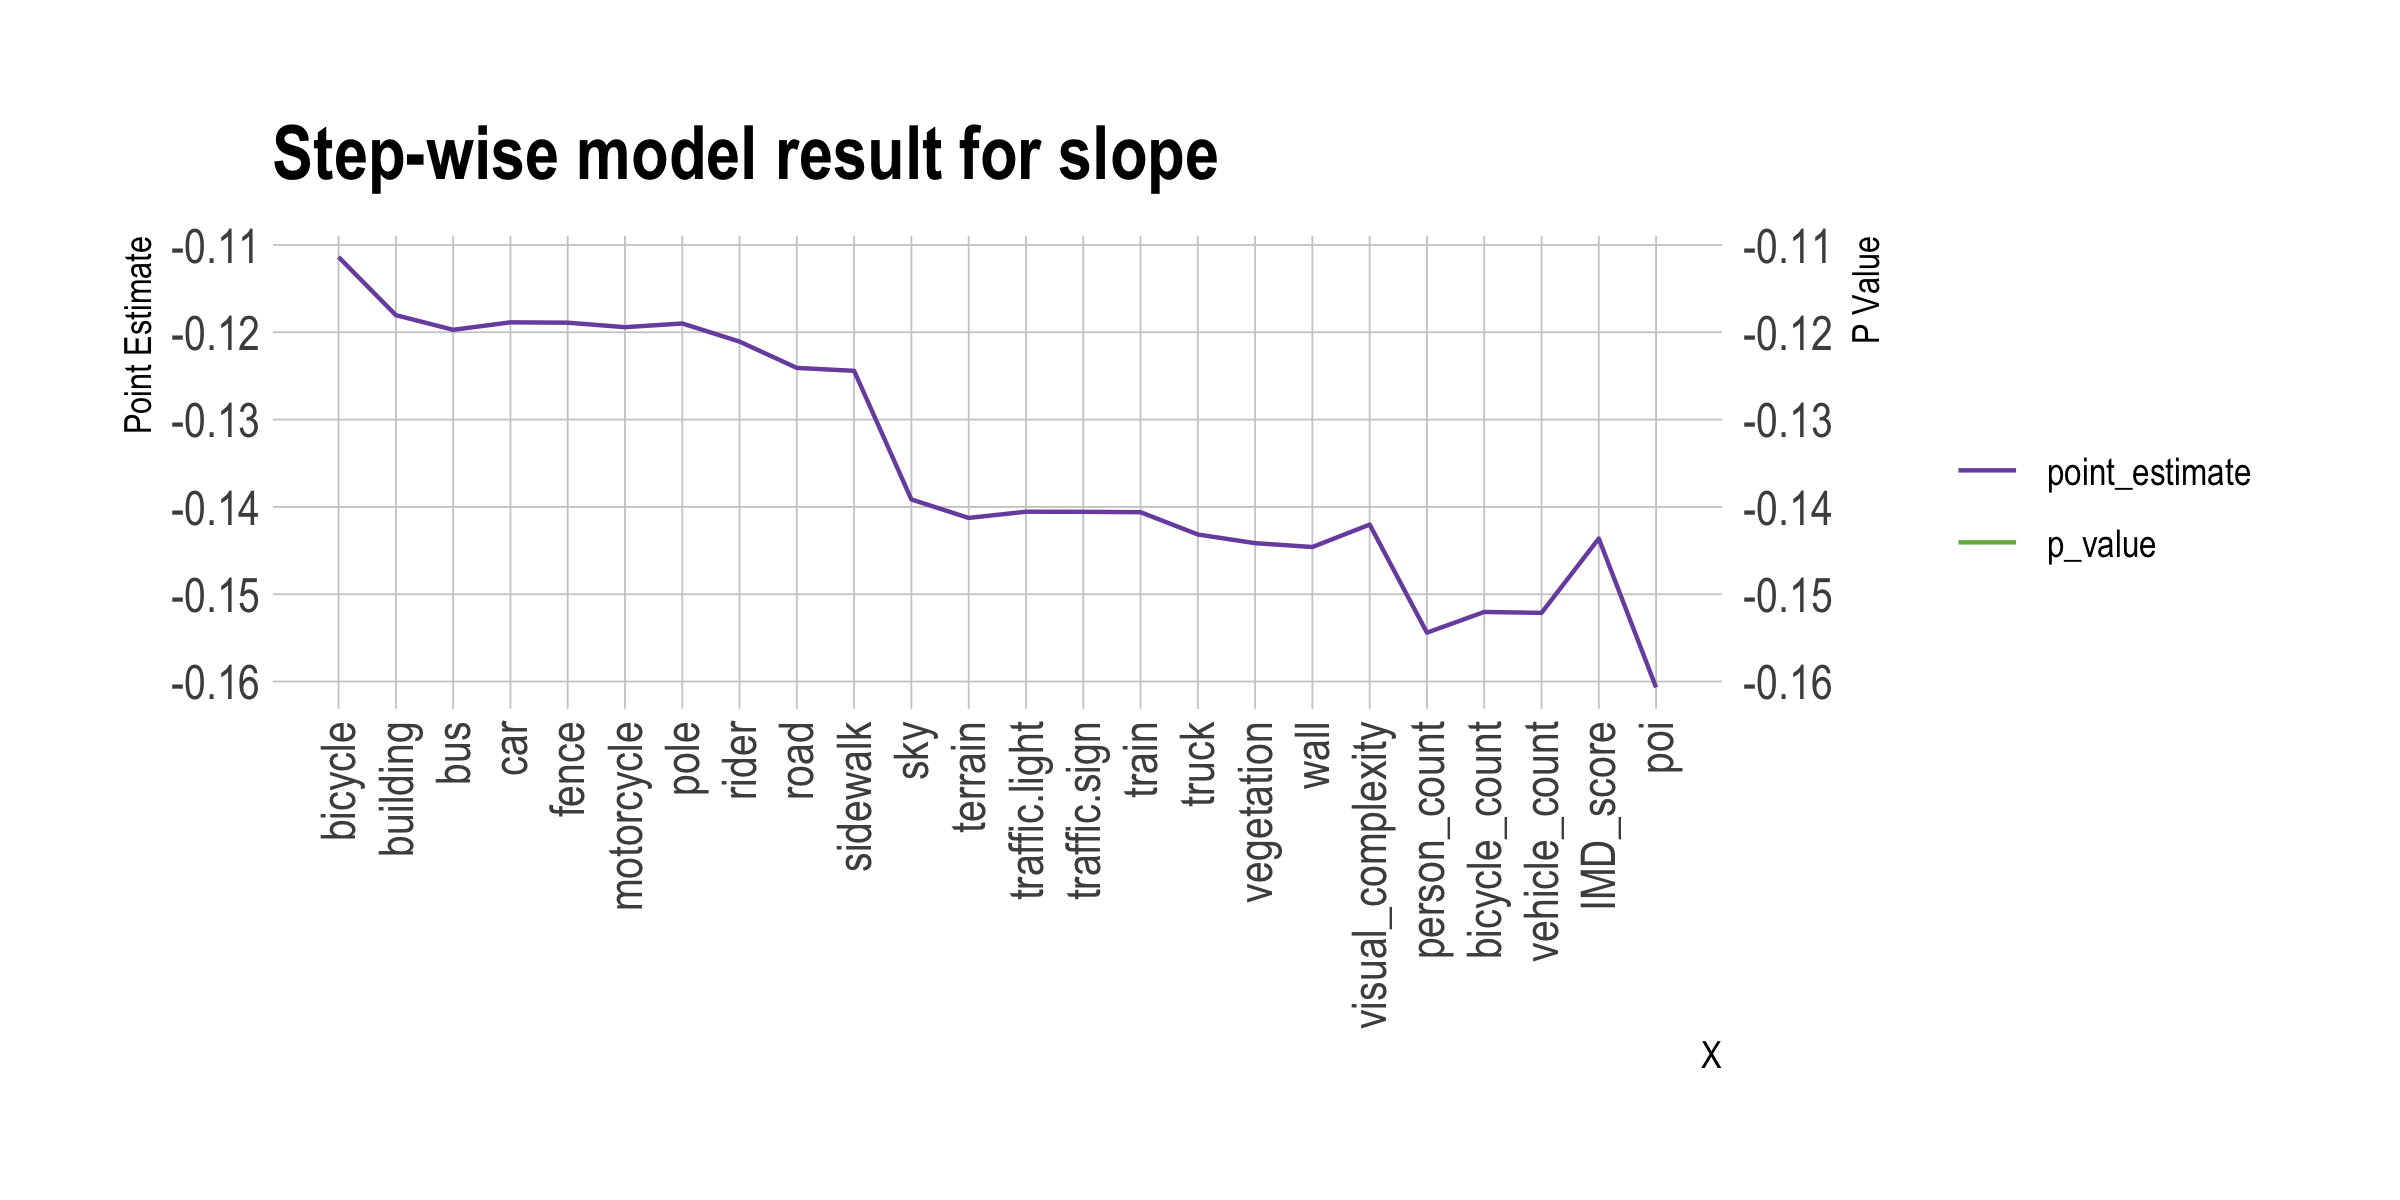 Step-wise model result for slope
Point Estimate
-0.11
-0.12
-0.13
-0.14
-0.15
-0.16
-0.11
-0.12
-0.13
-0.14
-0.15
-0.16
P Value
point_estimate
p_value
bicycle
building
bus
car
fence
motorcycle
pole
rider
road
sidewalk
sky
terrain
traffic.light
traffic.sign
train
truck
vegetation
wall
visual_complexity
person_count
bicycle_count
vehicle_count
IMD_score
poi
X